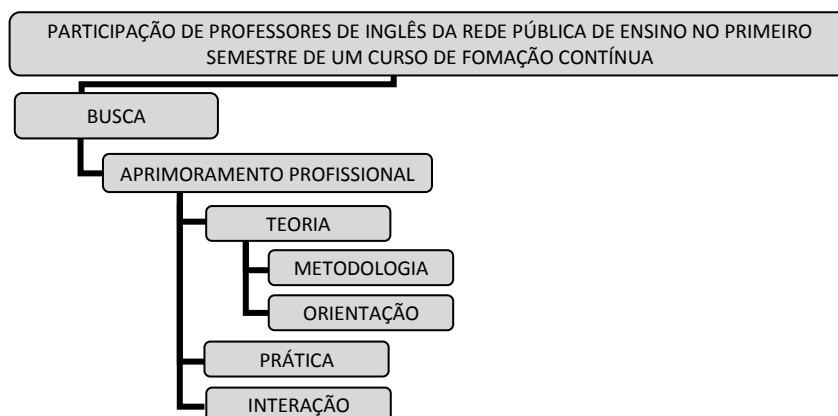 PARTICIPAÇÃO DE PROFESSORES DE INGLÊS DA REDE PÚBLICA DE ENSINO NO PRIMEIRO
SEMESTRE DE UM CURSO DE FOMAÇÃO CONTÍNUA
BUSCA
APRIMORAMENTO PROFISSIONAL
TEORIA
METODOLOGIA
ORIENTAÇÃO
PRÁTICA
INTERAÇÃO